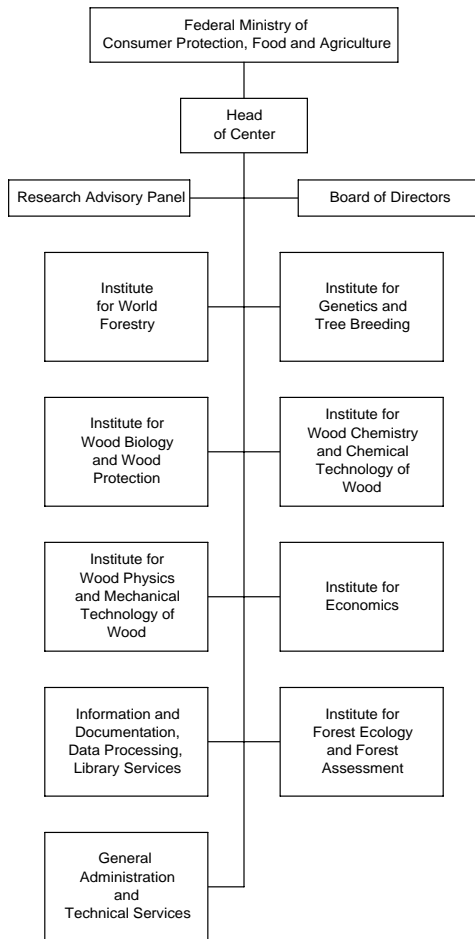 Federal Ministry of
Consumer Protection, Food and Agriculture
Head
of Center
Research Advisory Panel
Board of Directors
Institute
for World
Forestry
Institute for
Genetics and
Tree Breeding
Institute for
Wood Biology
and Wood
Protection
Institute for
Wood Chemistry
and Chemical
Technology of
Wood
Institute for
Wood Physics
and Mechanical
Technology of
Wood
Institute for
Economics
Information and
Documentation,
Data Processing,
Library Services
Institute for
Forest Ecology
and Forest
Assessment
General
Administration
and
Technical Services